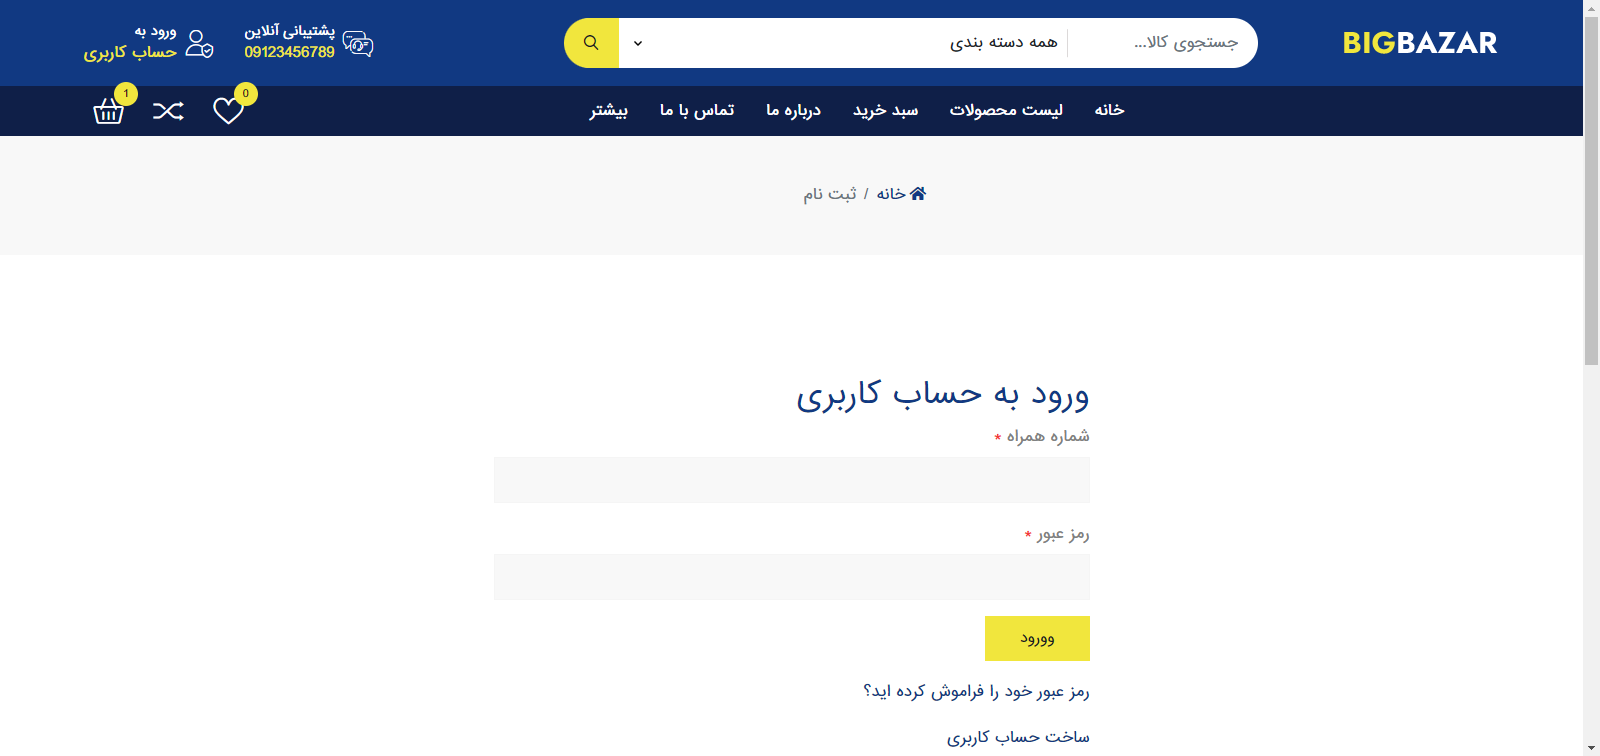 BIGBAZAR
جستجوی کالا...
همه دسته بندی
پشتیبانی آنلاین
09123456789
ورود به
حساب کاربری
خانه
لیست محصولات
سبد خرید
درباره ما
تماس با ما
بیشتر
0
1
خانه / ثبت نام
ورود به حساب کاربری
شماره همراه *
رمز عبور *
وورود
رمز عبور خود را فراموش کرده اید؟
ساخت حساب کاربری